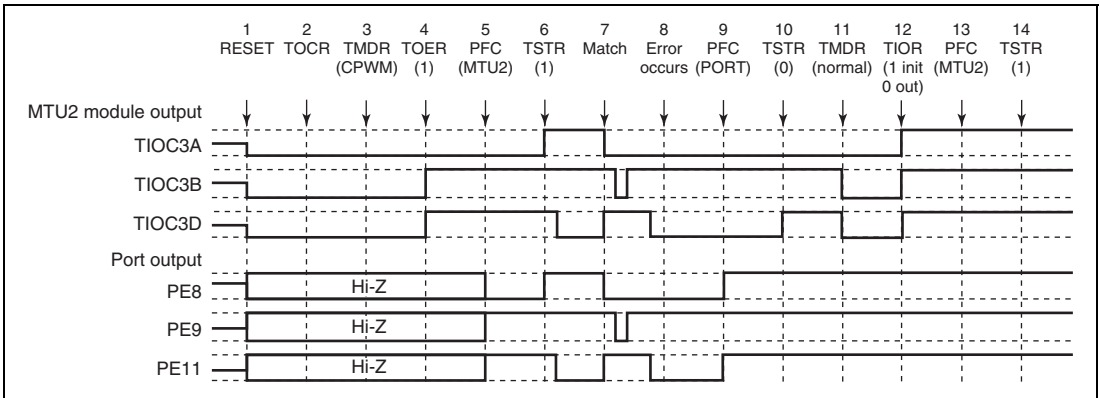 1 2 3 4 5 6 7 8 9 10 11 12 13 14
RESET TOCR TMDR TOER PFC TSTR Match Error PFC TSTR TMDR TIOR PFC TSTR
(CPWM) (1) (MTU2) (1) occurs (PORT) (0) (normal) (1 init (MTU2) (1)
0 out)
MTU2 module output
TIOC3A
TIOC3B
TIOC3D
Port output
PE8 Hi-Z
PE9 Hi-Z
PE11 Hi-Z